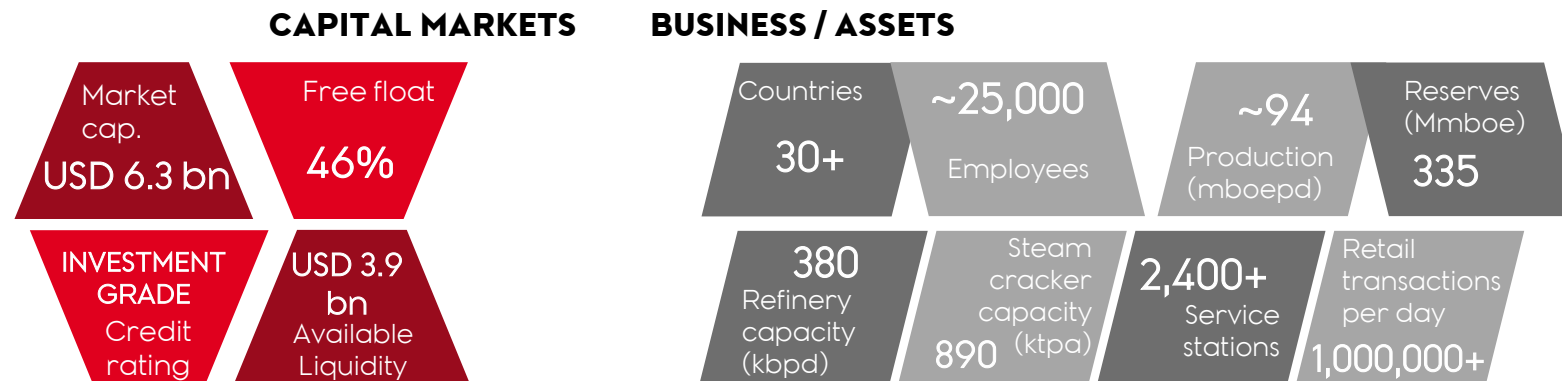 CAPITAL MARKETS
Market
cap.
USD 6.3 bn
Free float
46%
INVESTMENT
GRADE
Credit
rating
USD 3.9
bn
Available
Liquidity
BUSINESS / ASSETS
Countries
30+
~25,000
Employees
~94
Production
(mboepd)
Reserves
(Mmboe)
335
380
Refinery
capacity
(kbpd)
Steam
cracker
capacity
(ktpa)
890
2,400+
Service
stations
Retail
transactions
per day
1,000,000+